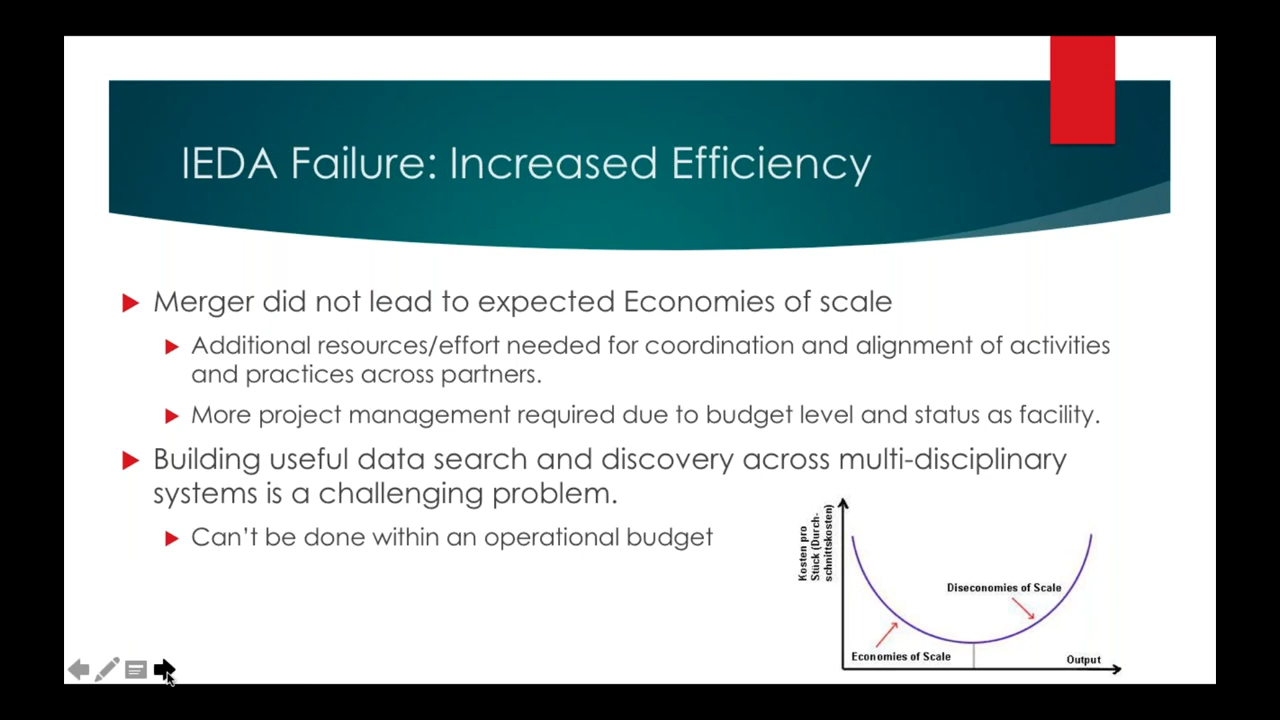 IEDA Failure: Increased Efficiency
Merger did not lead to expected Economies of scale
Additional resources/effort needed for coordination and alignment of activities
and practices across partners.
More project management required due to budget level and status as facility.
Building useful data search and discovery across multi-disciplinary
systems is a challenging problem.
Can't be done within an operational budget
Kosten pro
Stück (Durch-
schnittskosten)
Diseconomies of Scale
Economies of Scale
Output